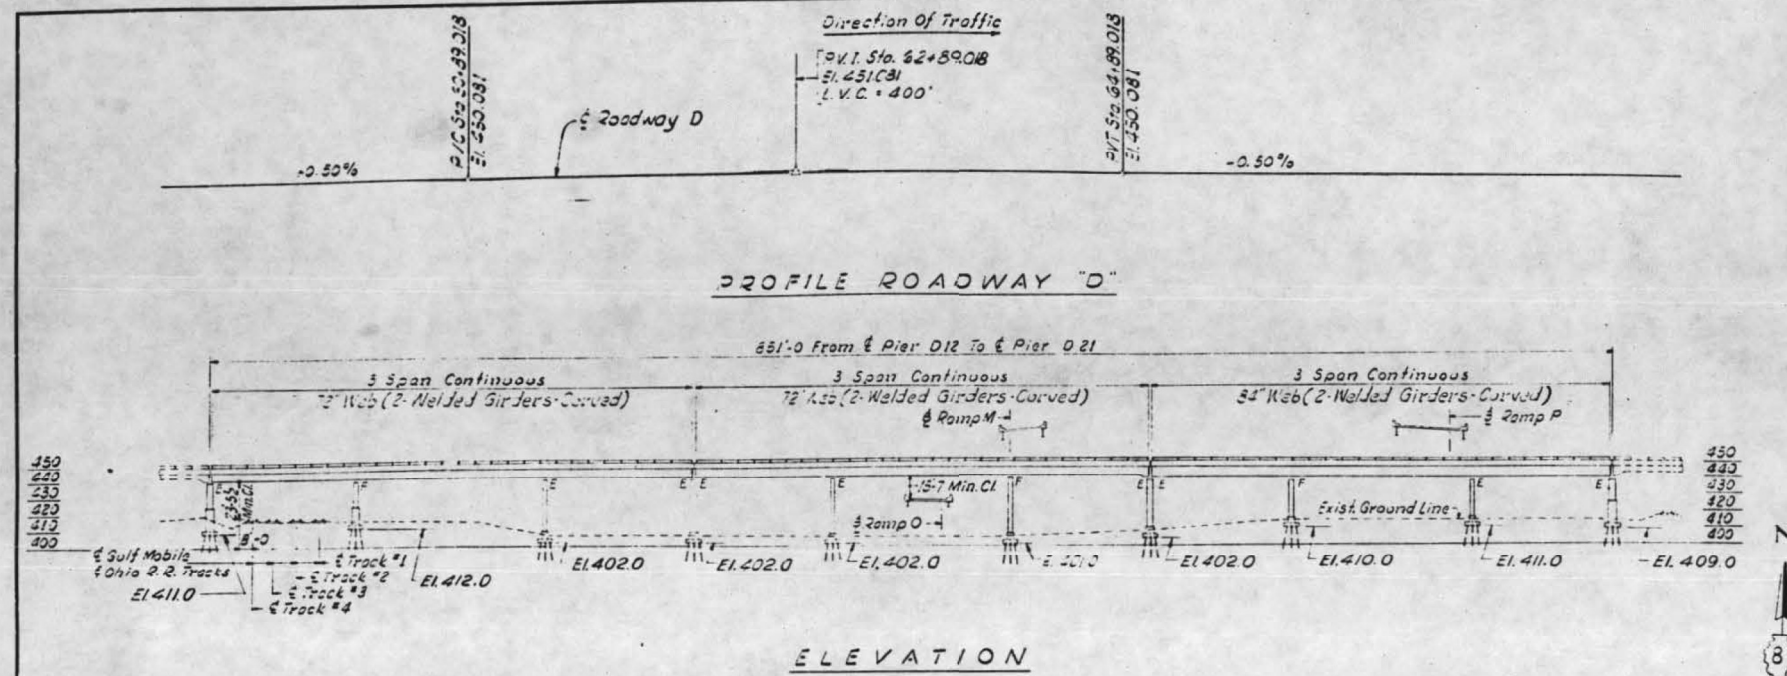 Direction Of Traffic
P.V.I. Sta. 62+89.018
El. 451.081
L.V.C. = 400'
PVC Sta 60+89.018
El. 450.081
PVT Sta. 64+89.018
El. 450.081
℄ Roadway D
+0.50%
-0.50%
PROFILE ROADWAY "D"
851'-0 From ℄ Pier D12 To ℄ Pier D21
3 Span Continuous
72" Web (2-Welded Girders-Curved)
3 Span Continuous
72" Web (2-Welded Girders-Curved)
3 Span Continuous
84" Web (2-Welded Girders-Curved)
℄ Ramp M
℄ Ramp P
450
440
430
420
410
400
450
440
430
420
410
400
Min. Cl.
E
E
E
E
E
F
E
E
F
E
E
15-7 Min. Cl.
℄ Ramp O
Exist. Ground Line
℄ Gulf Mobile
& Ohio R.R. Tracks
El. 411.0
℄ Track #1
℄ Track #2
℄ Track #3
℄ Track #4
El. 412.0
El. 402.0
El. 402.0
El. 402.0
El. 402.0
El. 410.0
El. 411.0
El. 409.0
ELEVATION
N
8